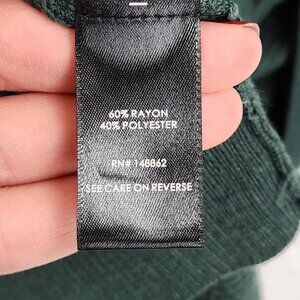 60% RAYON
40% POLYESTER
RN# 148862
SEE CARE ON REVERSE